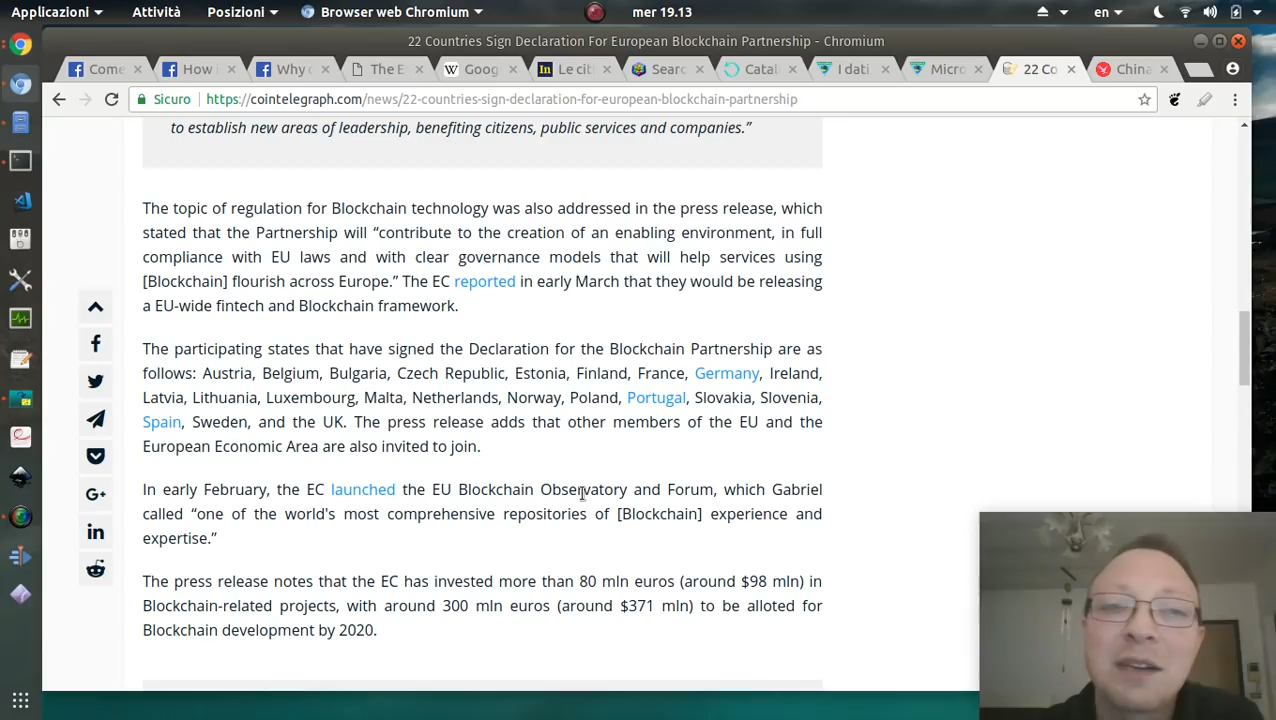 Applicazioni Attività Posizioni Browser web Chromium mer 19.13 en
22 Countries Sign Declaration For European Blockchain Partnership - Chromium
Come How i Why c The E Goog Le cit Searc Catal I dati Micro 22 Co China
Sicuro https://cointelegraph.com/news/22-countries-sign-declaration-for-european-blockchain-partnership
to establish new areas of leadership, benefiting citizens, public services and companies.”
The topic of regulation for Blockchain technology was also addressed in the press release, which
stated that the Partnership will “contribute to the creation of an enabling environment, in full
compliance with EU laws and with clear governance models that will help services using
[Blockchain] flourish across Europe.” The EC reported in early March that they would be releasing
a EU-wide fintech and Blockchain framework.
The participating states that have signed the Declaration for the Blockchain Partnership are as
follows: Austria, Belgium, Bulgaria, Czech Republic, Estonia, Finland, France, Germany, Ireland,
Latvia, Lithuania, Luxembourg, Malta, Netherlands, Norway, Poland, Portugal, Slovakia, Slovenia,
Spain, Sweden, and the UK. The press release adds that other members of the EU and the
European Economic Area are also invited to join.
In early February, the EC launched the EU Blockchain Observatory and Forum, which Gabriel
called “one of the world's most comprehensive repositories of [Blockchain] experience and
expertise.”
The press release notes that the EC has invested more than 80 mln euros (around $98 mln) in
Blockchain-related projects, with around 300 mln euros (around $371 mln) to be alloted for
Blockchain development by 2020.